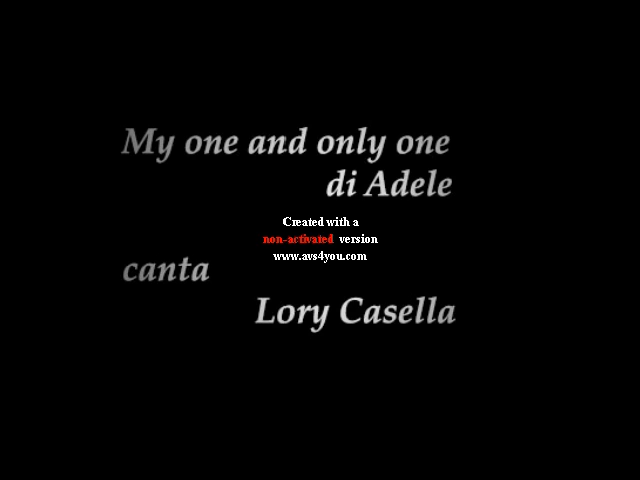 My one and only one
di Adele
Created with a
non-activated version
www.avs4you.com
canta
Lory Casella